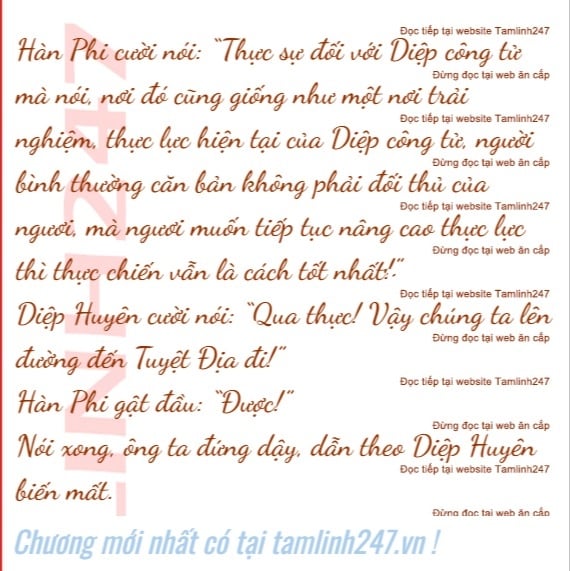 Đọc tiếp tại website Tamlinh247
Hàn Phi cười nói: “Thực sự đối với Diệp công tử
Đừng đọc tại web ăn cắp
mà nói, nơi đó cũng giống như một nơi trải
Đọc tiếp tại website Tamlinh247
nghiệm, thực lực hiện tại của Diệp công tử, người
Đừng đọc tại web ăn cắp
bình thường căn bản không phải đối thủ của
Đọc tiếp tại website Tamlinh247
ngươi, mà ngươi muốn tiếp tục nâng cao thực lực
Đừng đọc tại web ăn cắp
thì thực chiến vẫn là cách tốt nhất!”
Đọc tiếp tại website Tamlinh247
Diệp Huyên cười nói: “Qua thực! Vậy chúng ta lên
Đừng đọc tại web ăn cắp
đường đến Tuyệt Địa đi!”
Đọc tiếp tại website Tamlinh247
Hàn Phi gật đầu: “Được!”
Đừng đọc tại web ăn cắp
Nói xong, ông ta đứng dậy, dẫn theo Diệp Huyên
Đọc tiếp tại website Tamlinh247
biến mất.
Đừng đọc tại web ăn cắp
LINH247
Chương mới nhất có tại tamlinh247.vn !